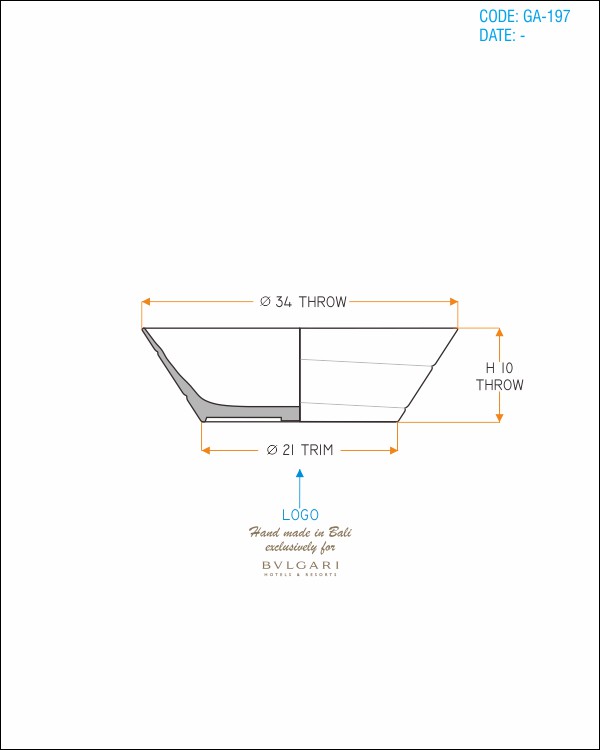 CODE: GA-197
DATE: -
Ø 34 THROW
H 10
THROW
Ø 21 TRIM
LOGO
Hand made in Bali
exclusively for
BVLGARI
HOTELS & RESORTS